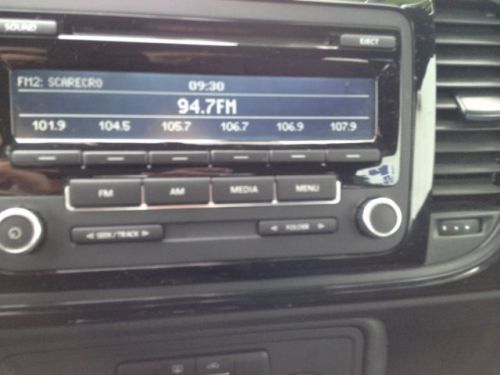 SOUND
EJECT
FM2: SCARECRO 09:30
94.7FM
101.9 104.5 105.7 106.7 106.9 107.9
FM AM MEDIA MENU
SEEK/TRACK FOLDER